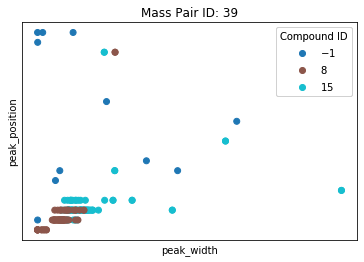 Mass Pair ID: 39
Compound ID
−1
8
15
peak_position
peak_width